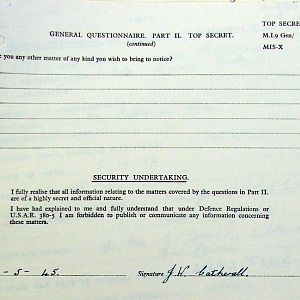 TOP SECRE
GENERAL QUESTIONNAIRE. PART II. TOP SECRET.
M.I.9 Gen/
(continued)
MIS-X
you any other matter of any kind you wish to bring to notice?
SECURITY UNDERTAKING.
I fully realise that all information relating to the matters covered by the questions in Part II.
are of a highly secret and official nature.
I have had explained to me and fully understand that under Defence Regulations or
U.S.A.R. 380-5 I am forbidden to publish or communicate any information concerning
these matters.
- 5 - 45.
Signature J. W. Catherall.